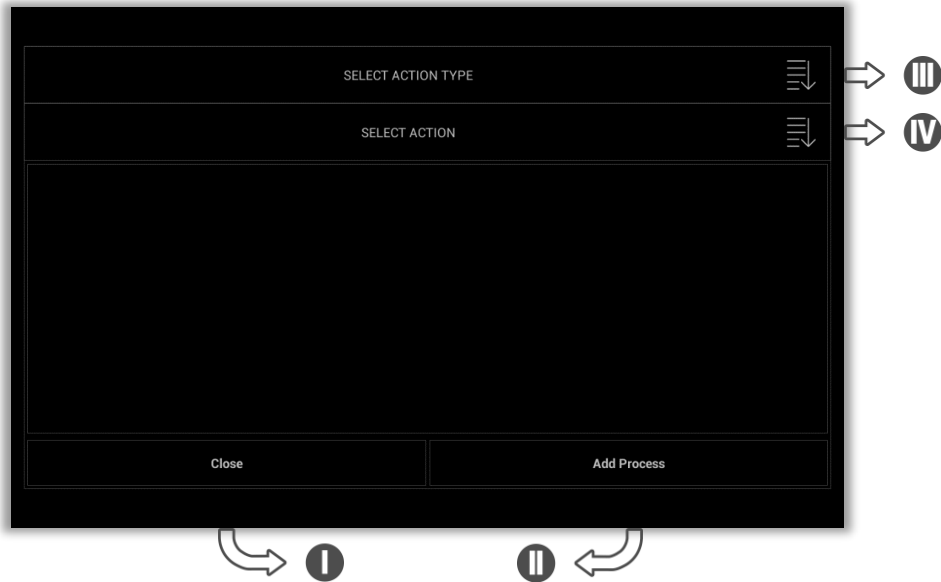 SELECT ACTION TYPE
III
SELECT ACTION
IV
Close
Add Process
I
II